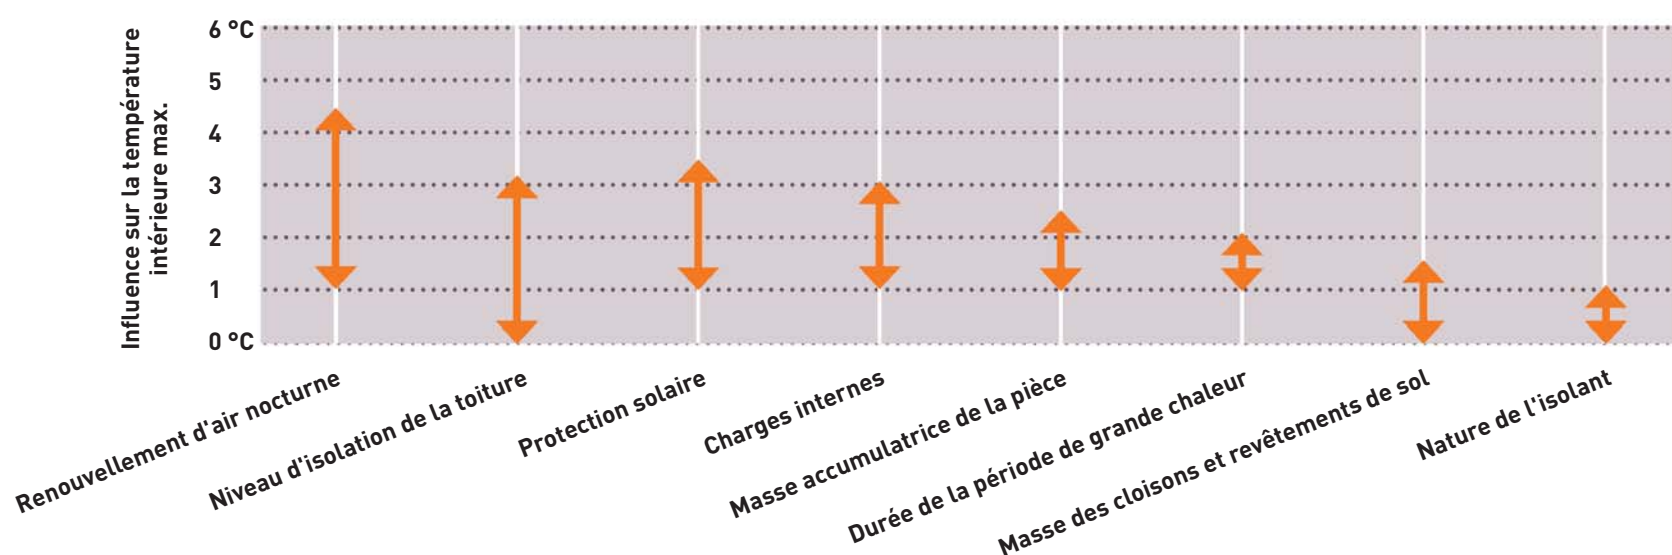 Influence sur la température
intérieure max.
6 °C
5
4
3
2
1
0 °C
Renouvellement d'air nocturne
Niveau d'isolation de la toiture
Protection solaire
Charges internes
Masse accumulatrice de la pièce
Durée de la période de grande chaleur
Masse des cloisons et revêtements de sol
Nature de l'isolant